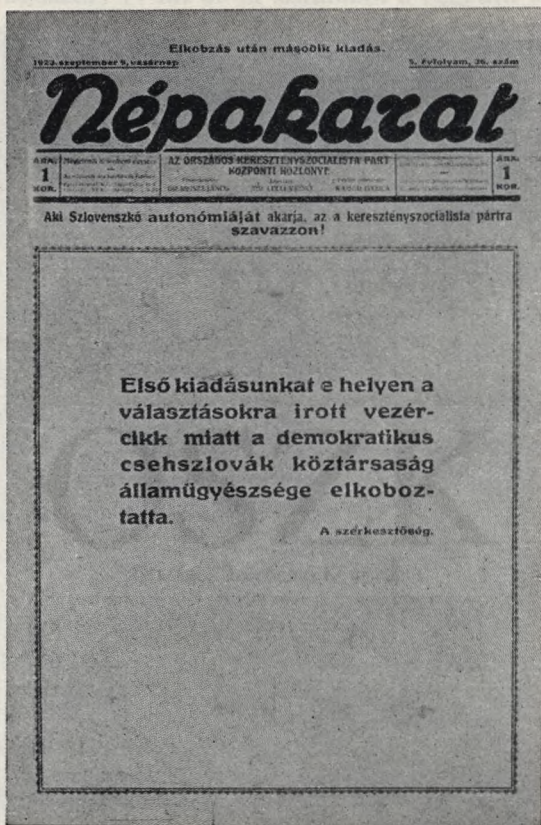 Elkobzás után második kiadás.
1923. szeptember 9, vasárnap 5. évfolyam, 36. szám
Népakarat
ÁRA: 1 KOR.
AZ ORSZÁGOS KERESZTÉNYSZOCIALISTA PÁRT
KÖZPONTI KÖZLÖNYE
ÁRA: 1 KOR.
Aki Szlovenszkó autonómiáját akarja, az a keresztényszocialista pártra
szavazzon!
Első kiadásunkat e helyen a
választásokra irott vezér-
cikk miatt a demokratikus
csehszlovák köztársaság
államügyészsége elkoboz-
tatta.
A szerkesztőség.